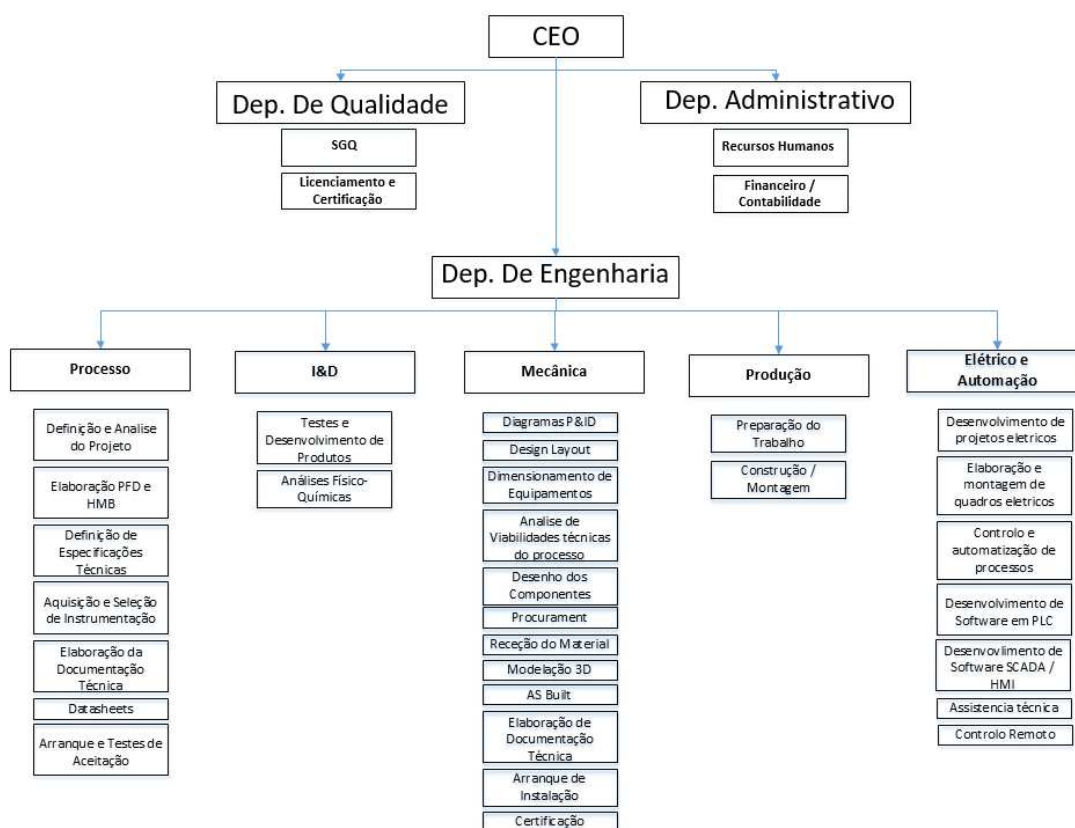 CEO
Dep. De Qualidade
Dep. Administrativo
SGQ
Licenciamento e
Certificação
Recursos Humanos
Financeiro /
Contabilidade
Dep. De Engenharia
Processo
Definição e Analise
do Projeto
Elaboração PFD e
HMB
Definição de
Especificações
Técnicas
Aquisição e Seleção
de Instrumentação
Elaboração da
Documentação
Técnica
Datasheets
Arranque e Testes de
Aceitação
I&D
Testes e
Desenvolvimento de
Produtos
Análises Físico-
Químicas
Mecânica
Diagramas P&ID
Design Layout
Dimensionamento de
Equipamentos
Analise de
Viabilidades técnicas
do processo
Desenho dos
Componentes
Procurament
Receção do Material
Modelação 3D
AS Built
Elaboração de
Documentação
Técnica
Arranque de
Instalação
Certificação
Produção
Preparação do
Trabalho
Construção /
Montagem
Elétrico e
Automação
Desenvolvimento de
projetos eletricos
Elaboração e
montagem de
quadros eletricos
Controlo e
automatização de
processos
Desenvolvimento de
Software em PLC
Desenvovlimento de
Software SCADA /
HMI
Assistencia técnica
Controlo Remoto